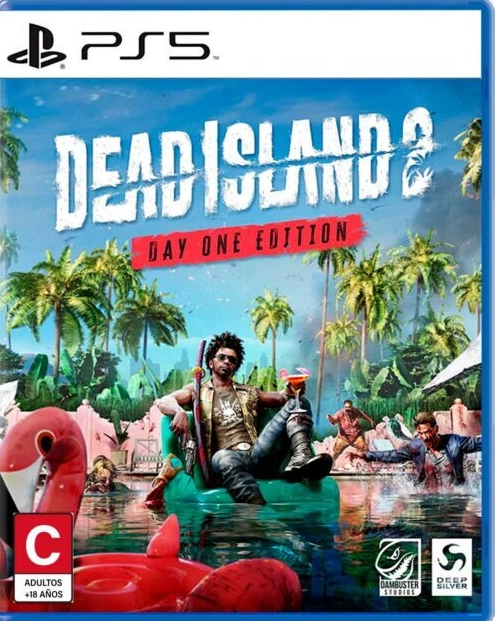 PS5
DEAD ISLAND 2
DAY ONE EDITION
C
ADULTOS
+18 AÑOS
DAMBUSTER
STUDIOS
DEEP
SILVER